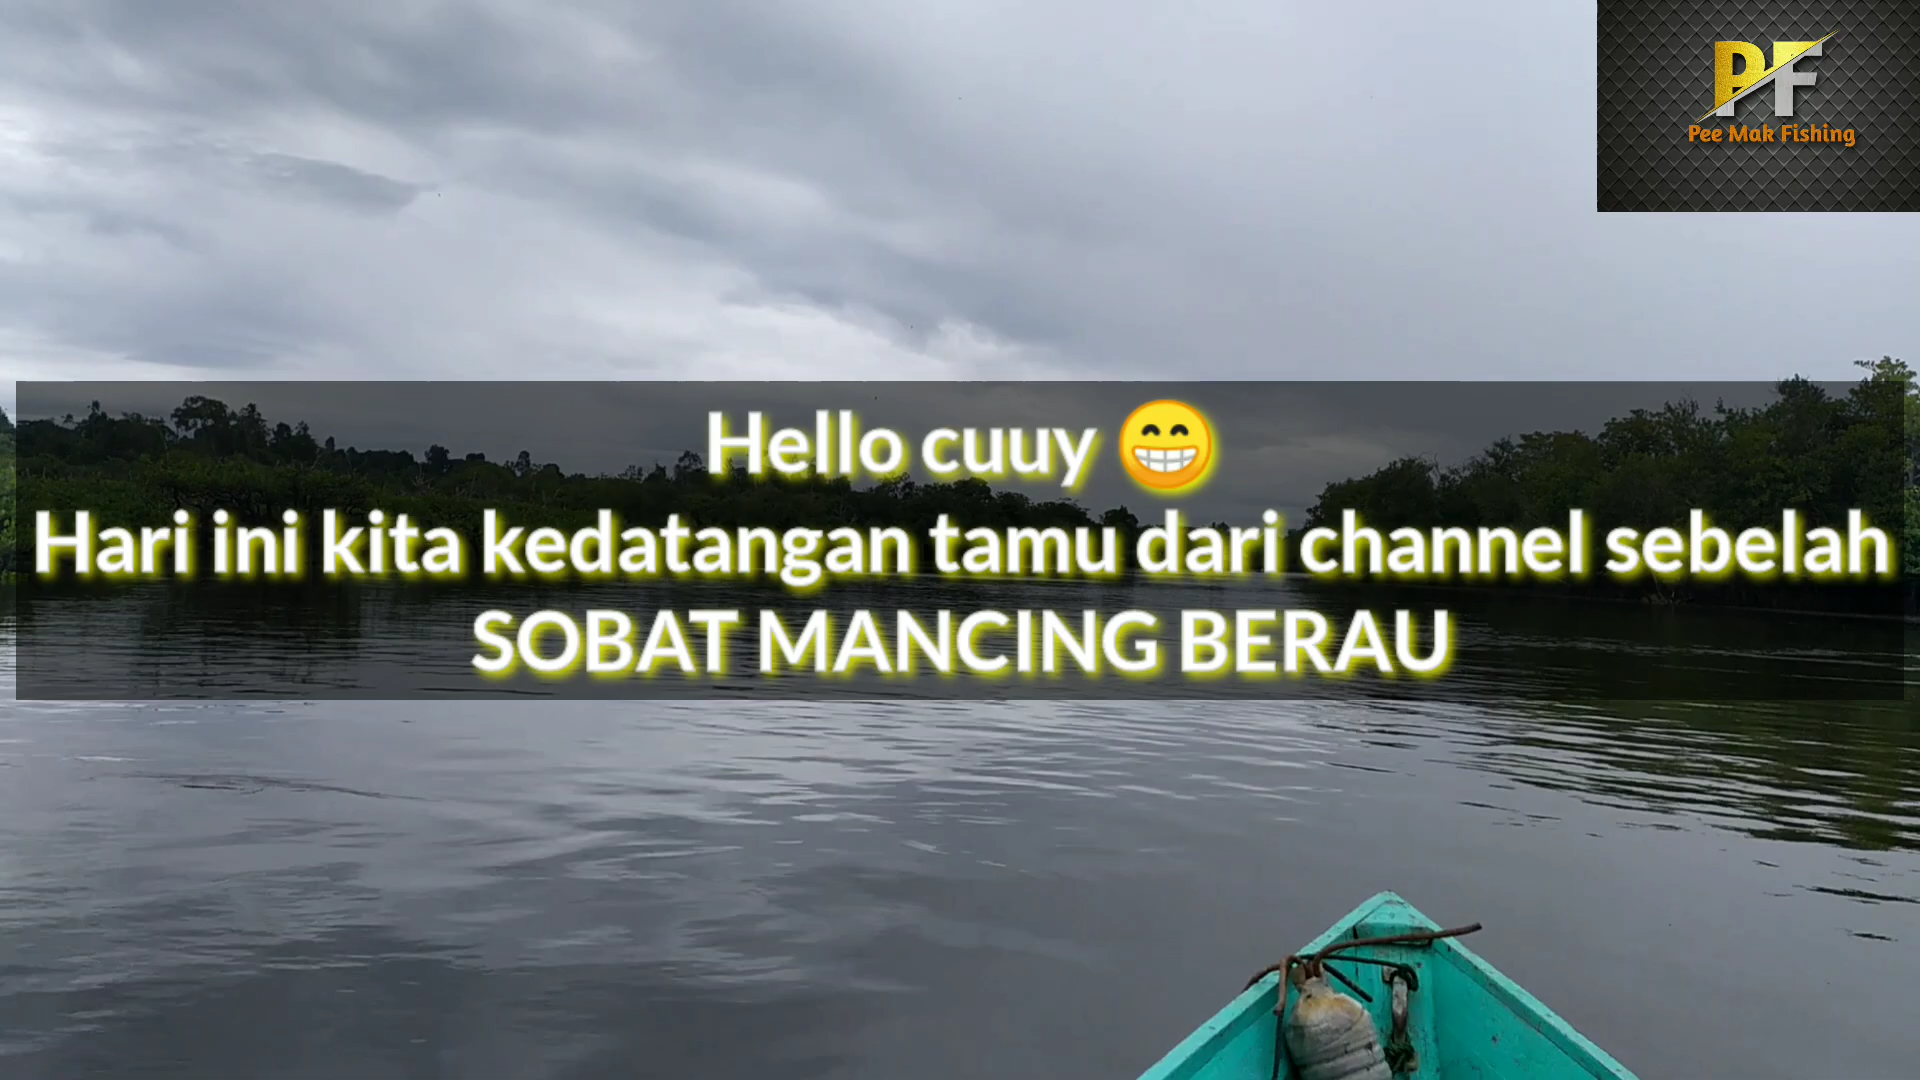 PF
Pee Mak Fishing
Hello cuuy 😁
Hari ini kita kedatangan tamu dari channel sebelah
SOBAT MANCING BERAU